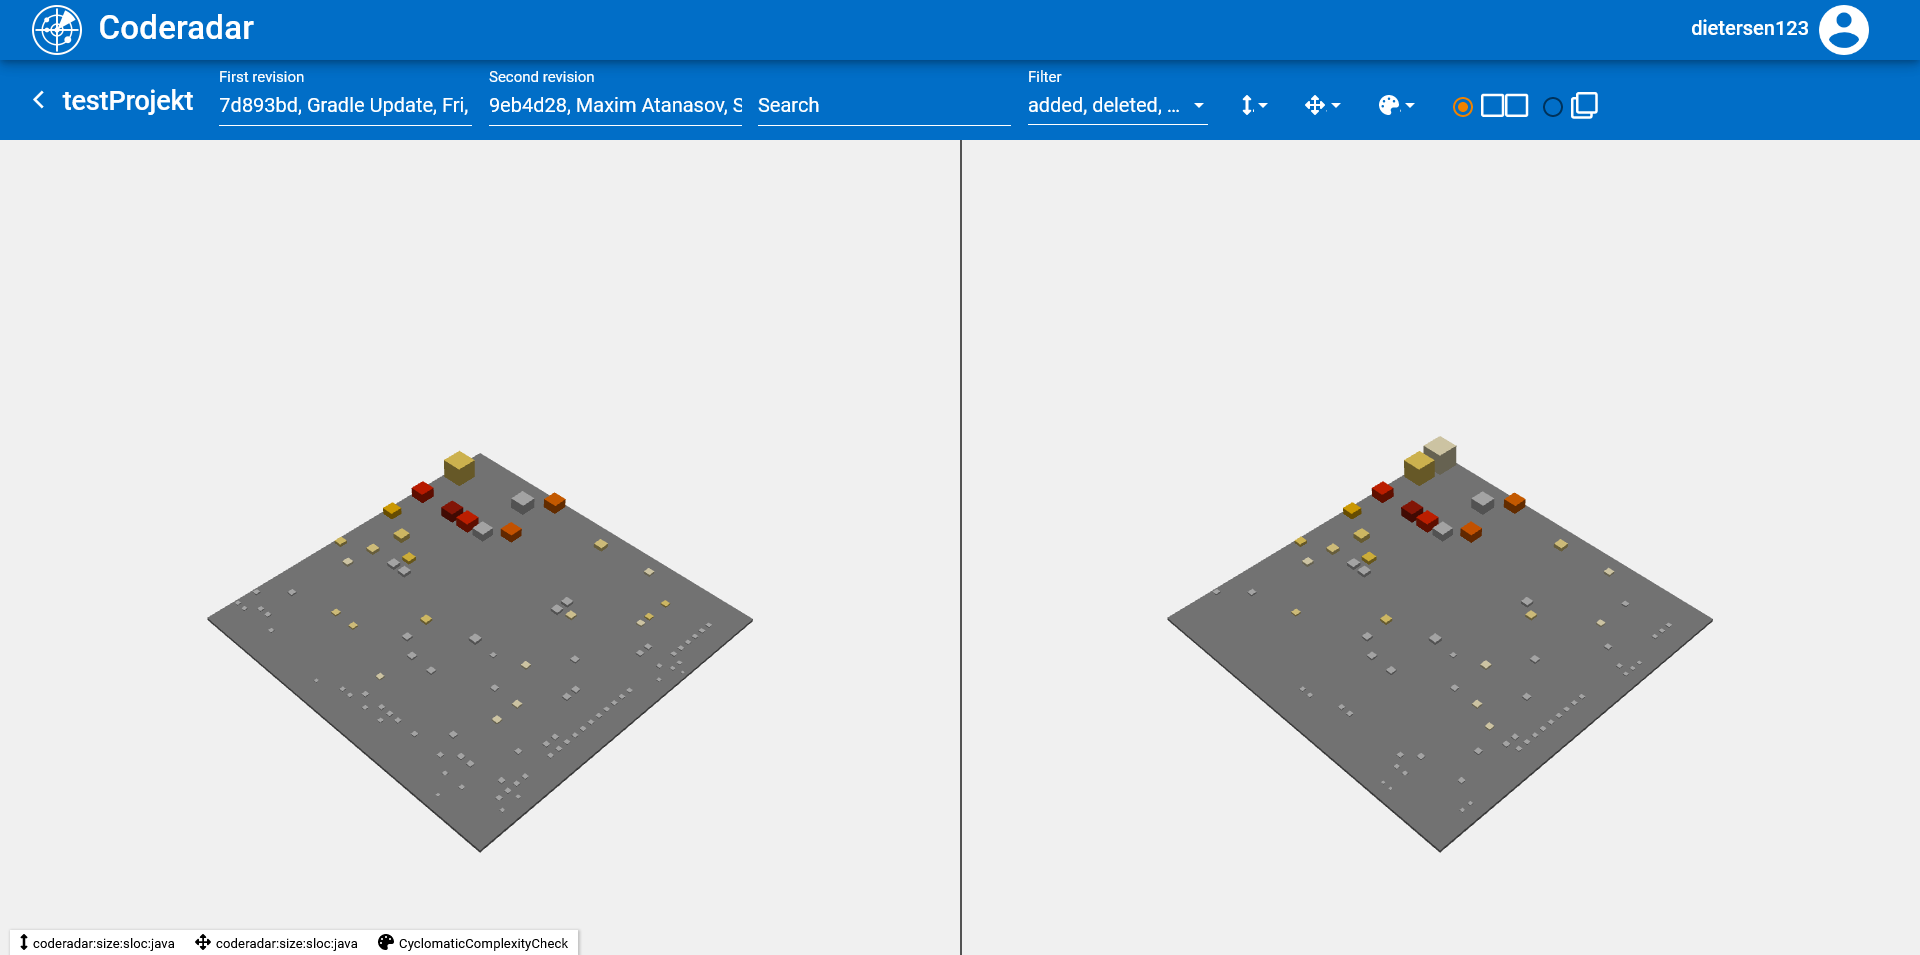 Coderadar
dietersen123
testProjekt
First revision
7d893bd, Gradle Update, Fri,
Second revision
9eb4d28, Maxim Atanasov, S
Search
Filter
added, deleted, ...
coderadar:size:sloc:java
coderadar:size:sloc:java
CyclomaticComplexityCheck